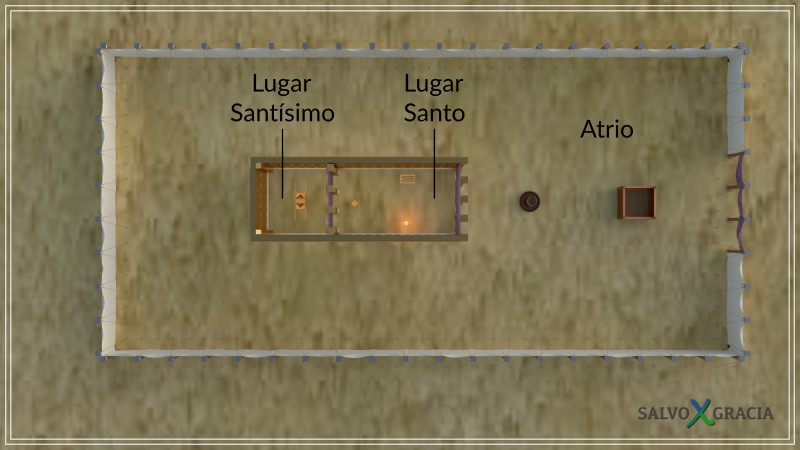 Lugar
Santísimo
Lugar
Santo
Atrio
SALVO X GRACIA